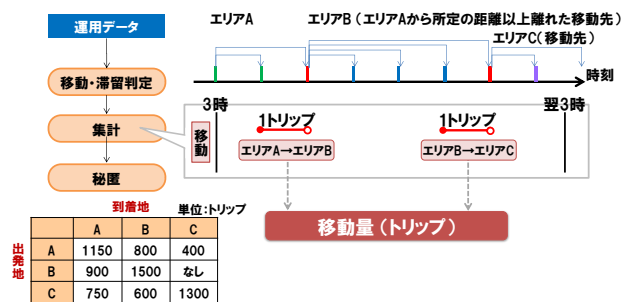 運用データ
移動・滞留判定
集計
秘匿
エリアA
エリアB(エリアAから所定の距離以上離れた移動先)
エリアC(移動先)
時刻
3時
翌3時
移動
1トリップ
1トリップ
エリアA→エリアB
エリアB→エリアC
移動量(トリップ)
到着地
単位:トリップ
出発地
A B C
A 1150 800 400
B 900 1500 なし
C 750 600 1300